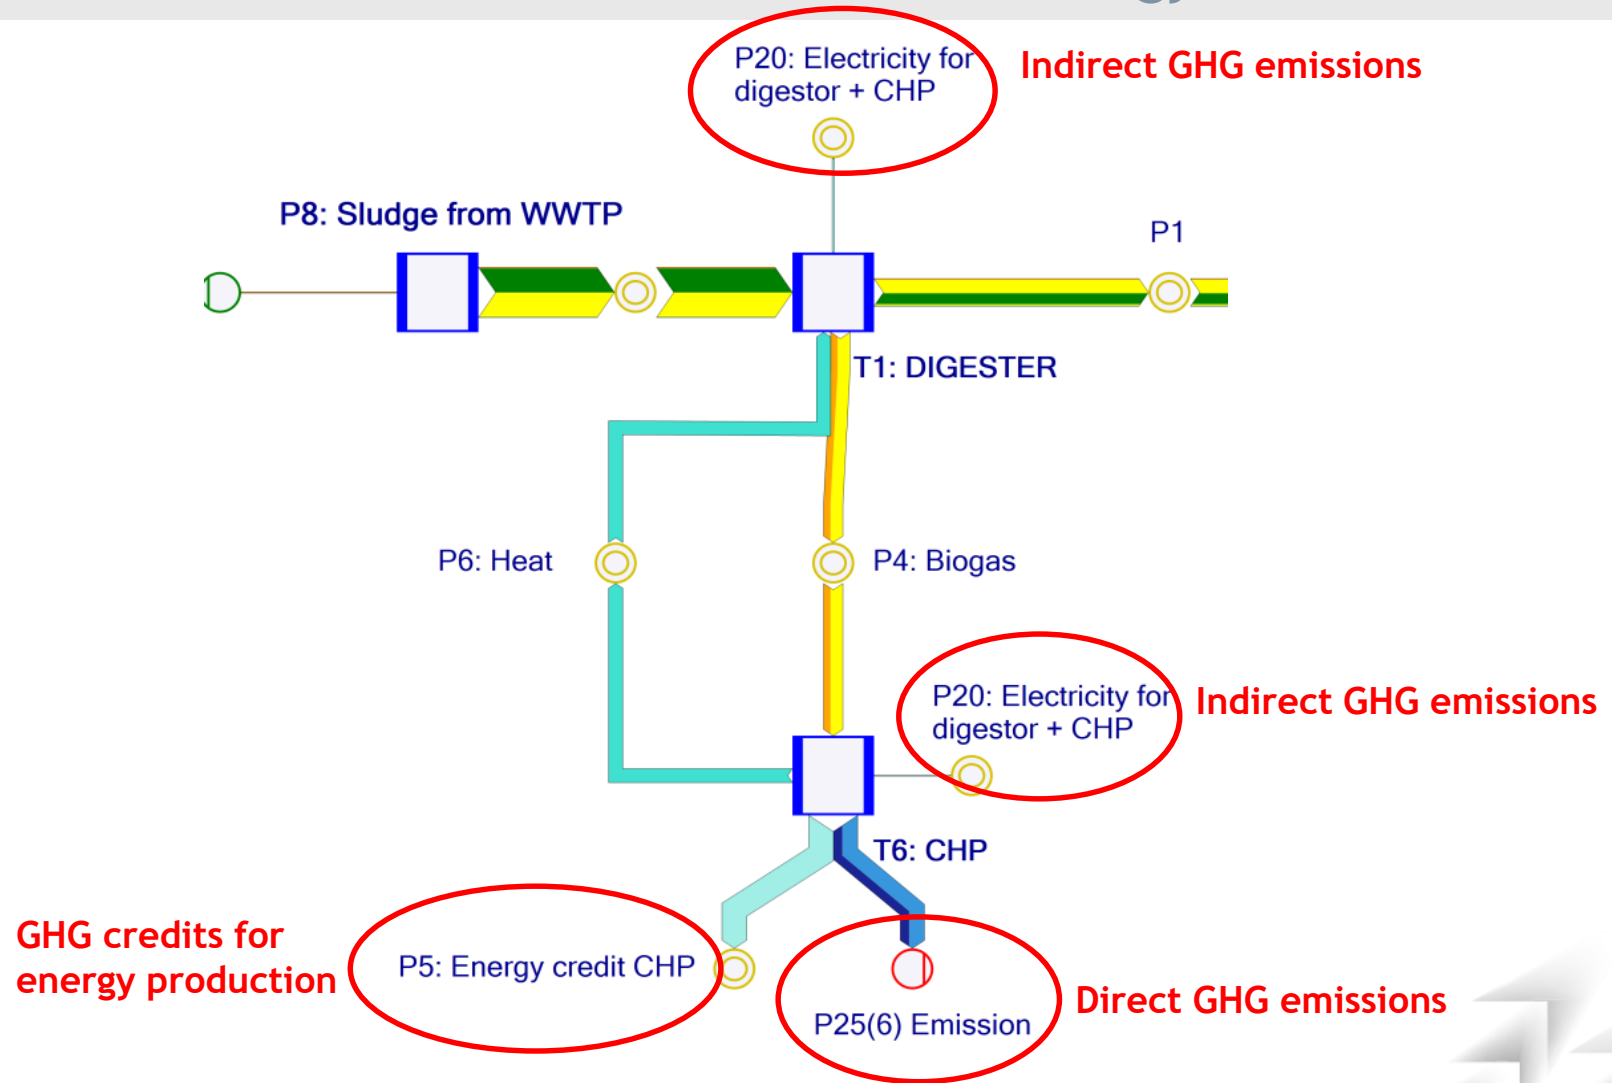 P20: Electricity for
digestor + CHP
Indirect GHG emissions
P8: Sludge from WWTP
P1
T1: DIGESTER
P6: Heat
P4: Biogas
P20: Electricity for
digestor + CHP
Indirect GHG emissions
T6: CHP
GHG credits for
energy production
P5: Energy credit CHP
P25(6) Emission
Direct GHG emissions